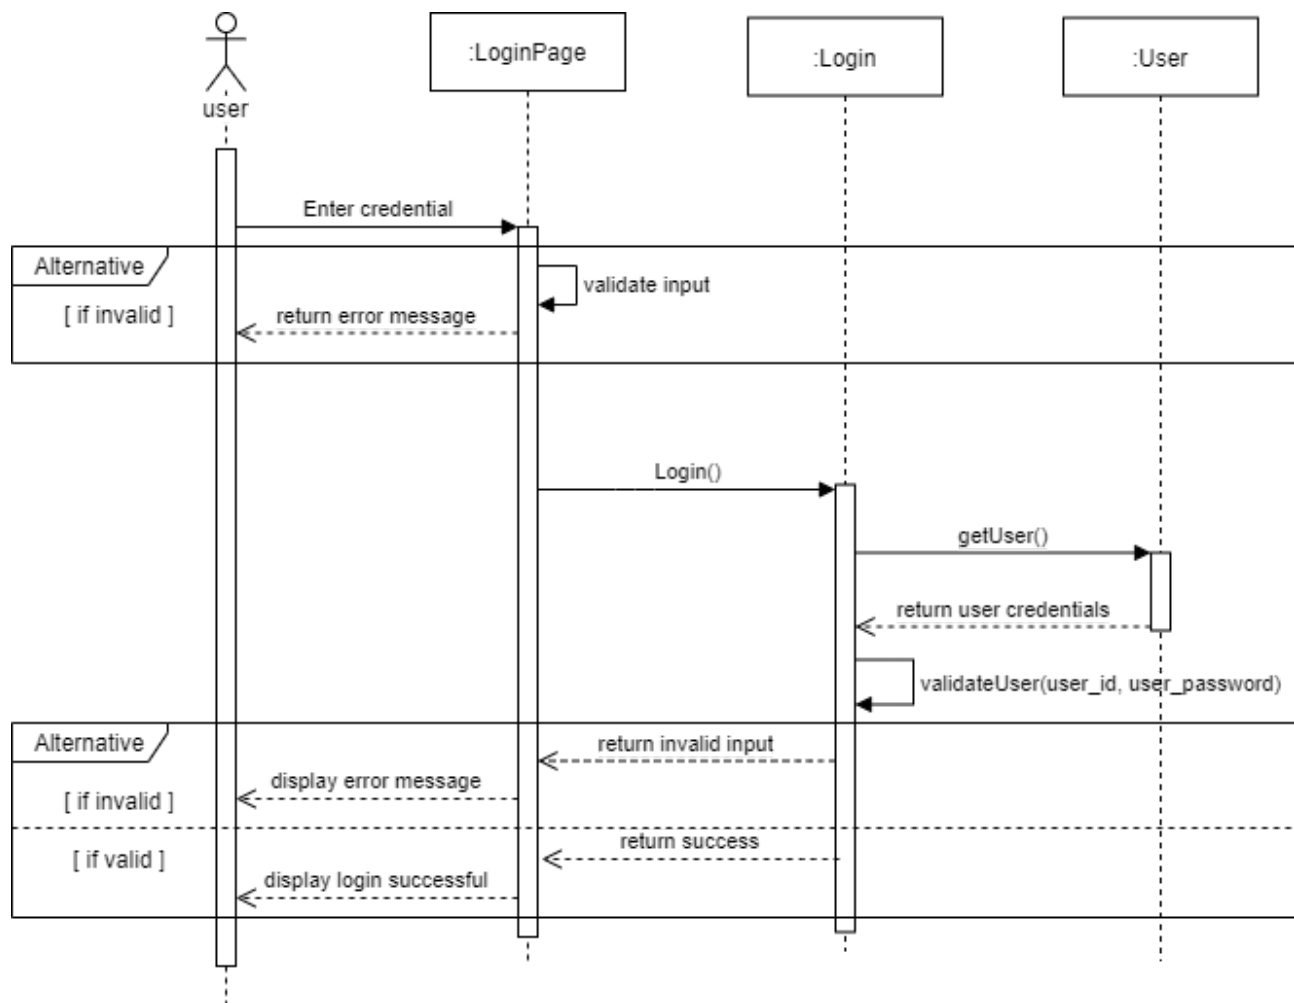 user
:LoginPage
:Login
:User
Enter credential
Alternative
validate input
[ if invalid ]
return error message
Login()
getUser()
return user credentials
validateUser(user_id, user_password)
Alternative
return invalid input
display error message
[ if invalid ]
return success
[ if valid ]
display login successful